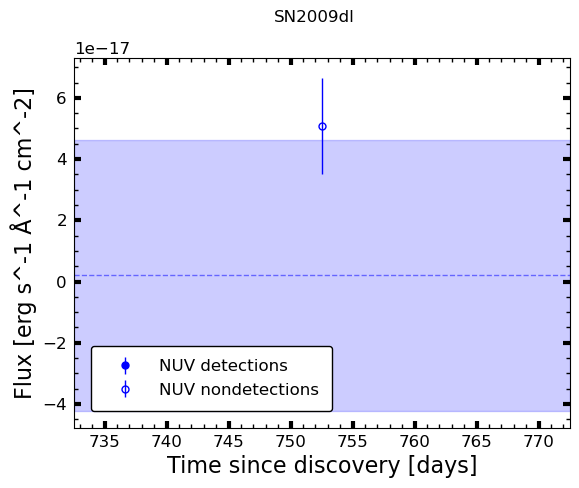 SN2009dl
1e−17
Flux [erg s^-1 Å^-1 cm^-2]
6
4
2
0
−2
−4
NUV detections
NUV nondetections
735 740 745 750 755 760 765 770
Time since discovery [days]